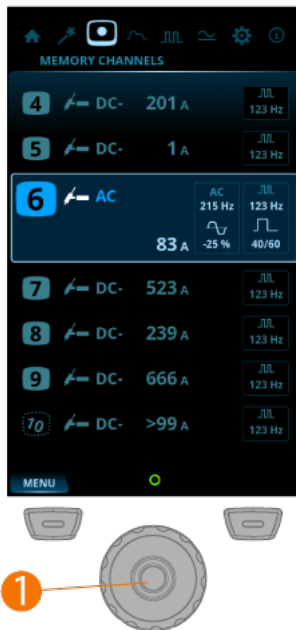 MEMORY CHANNELS
4 DC- 201 A 123 Hz
5 DC- 1 A 123 Hz
6 AC AC 215 Hz 123 Hz
83 A -25 % 40/60
7 DC- 523 A 123 Hz
8 DC- 239 A 123 Hz
9 DC- 666 A 123 Hz
10 DC- >99 A 123 Hz
MENU
1